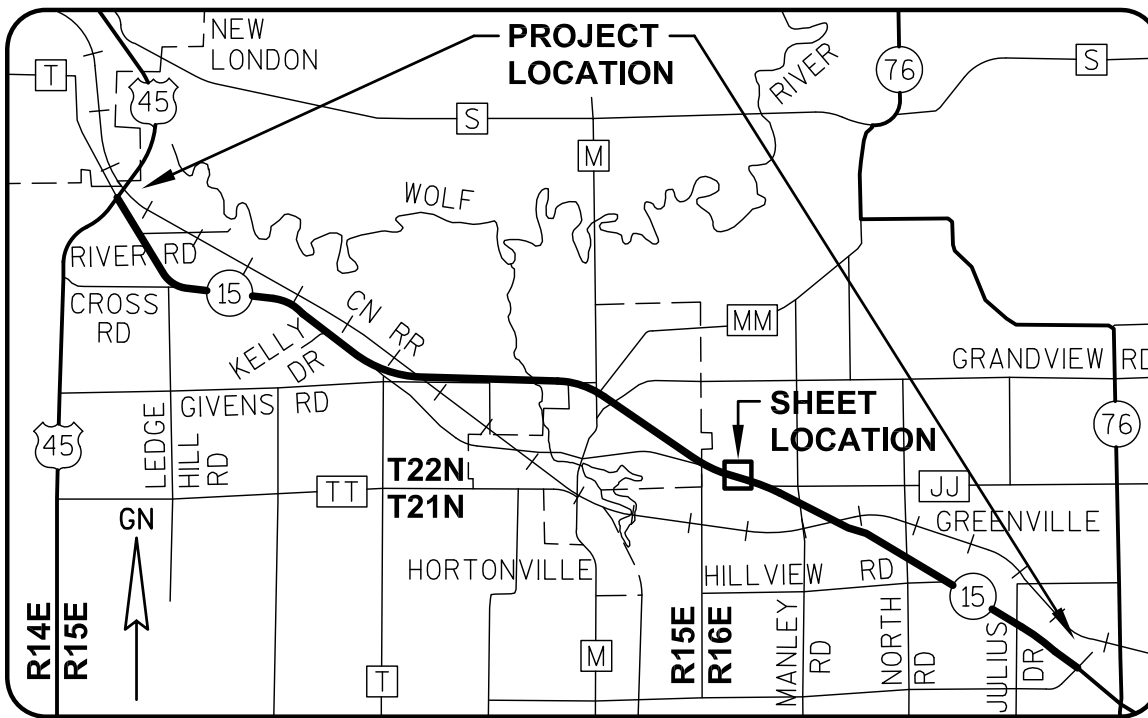 NEW
LONDON
PROJECT
LOCATION
RIVER
76
S
T
45
S
M
WOLF
RIVER RD
CROSS
RD
15
KELLY
DR
CN RR
MM
GRANDVIEW RD
SHEET
LOCATION
76
45
LEDGE
HILL
RD
GIVENS RD
T22N
T21N
TT
JJ
GN
GREENVILLE
HORTONVILLE
HILLVIEW RD
15
R14E
R15E
R15E
R16E
MANLEY
RD
NORTH
RD
JULIUS
DR
M
T